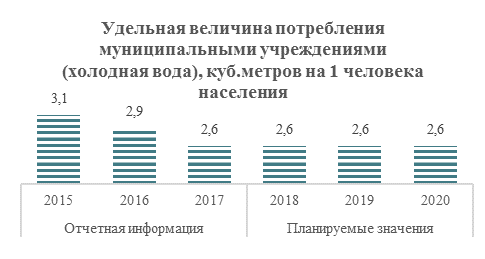 Удельная величина потребления
муниципальными учреждениями
(холодная вода), куб.метров на 1 человека
населения
3,1
2,9
2,6
2,6
2,6
2,6
2015 2016 2017 2018 2019 2020
Отчетная информация Планируемые значения